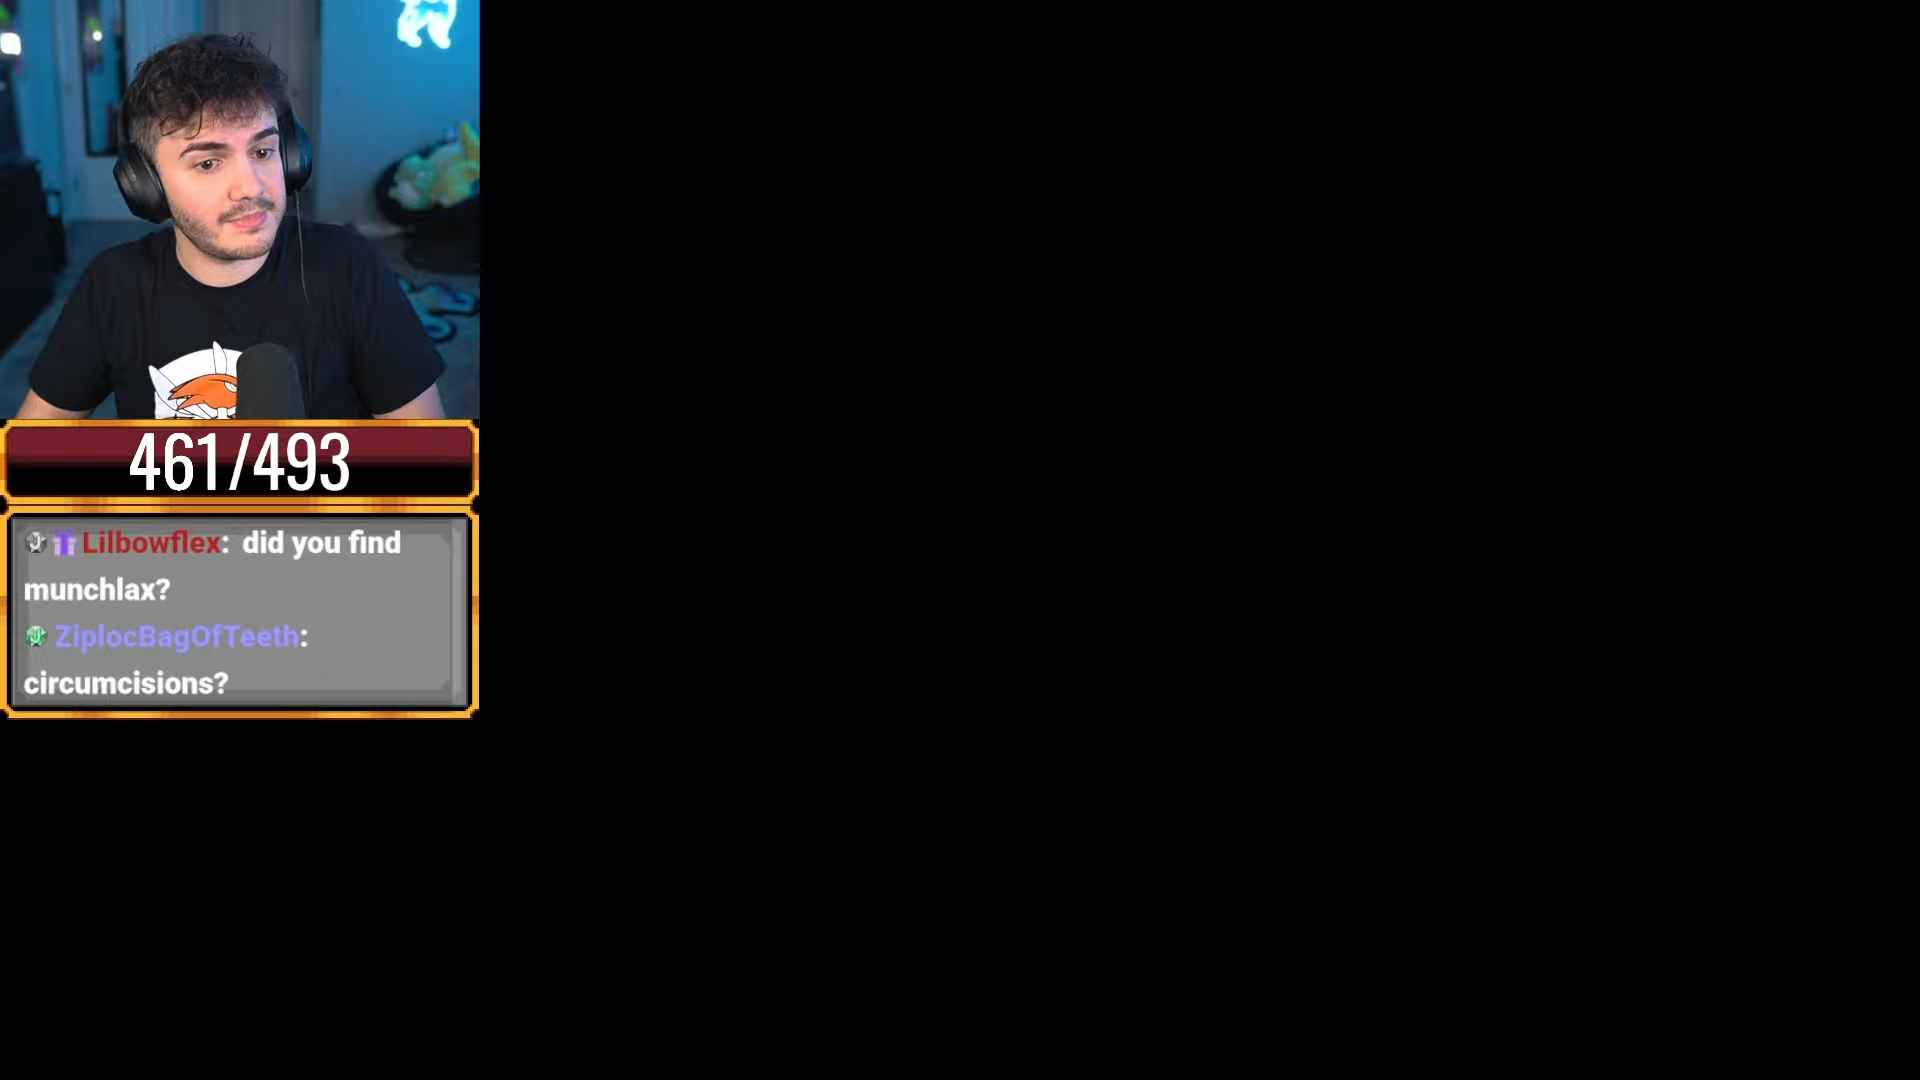 461/493
Lilbowflex: did you find
munchlax?
ZiplocBagOfTeeth:
circumcisions?